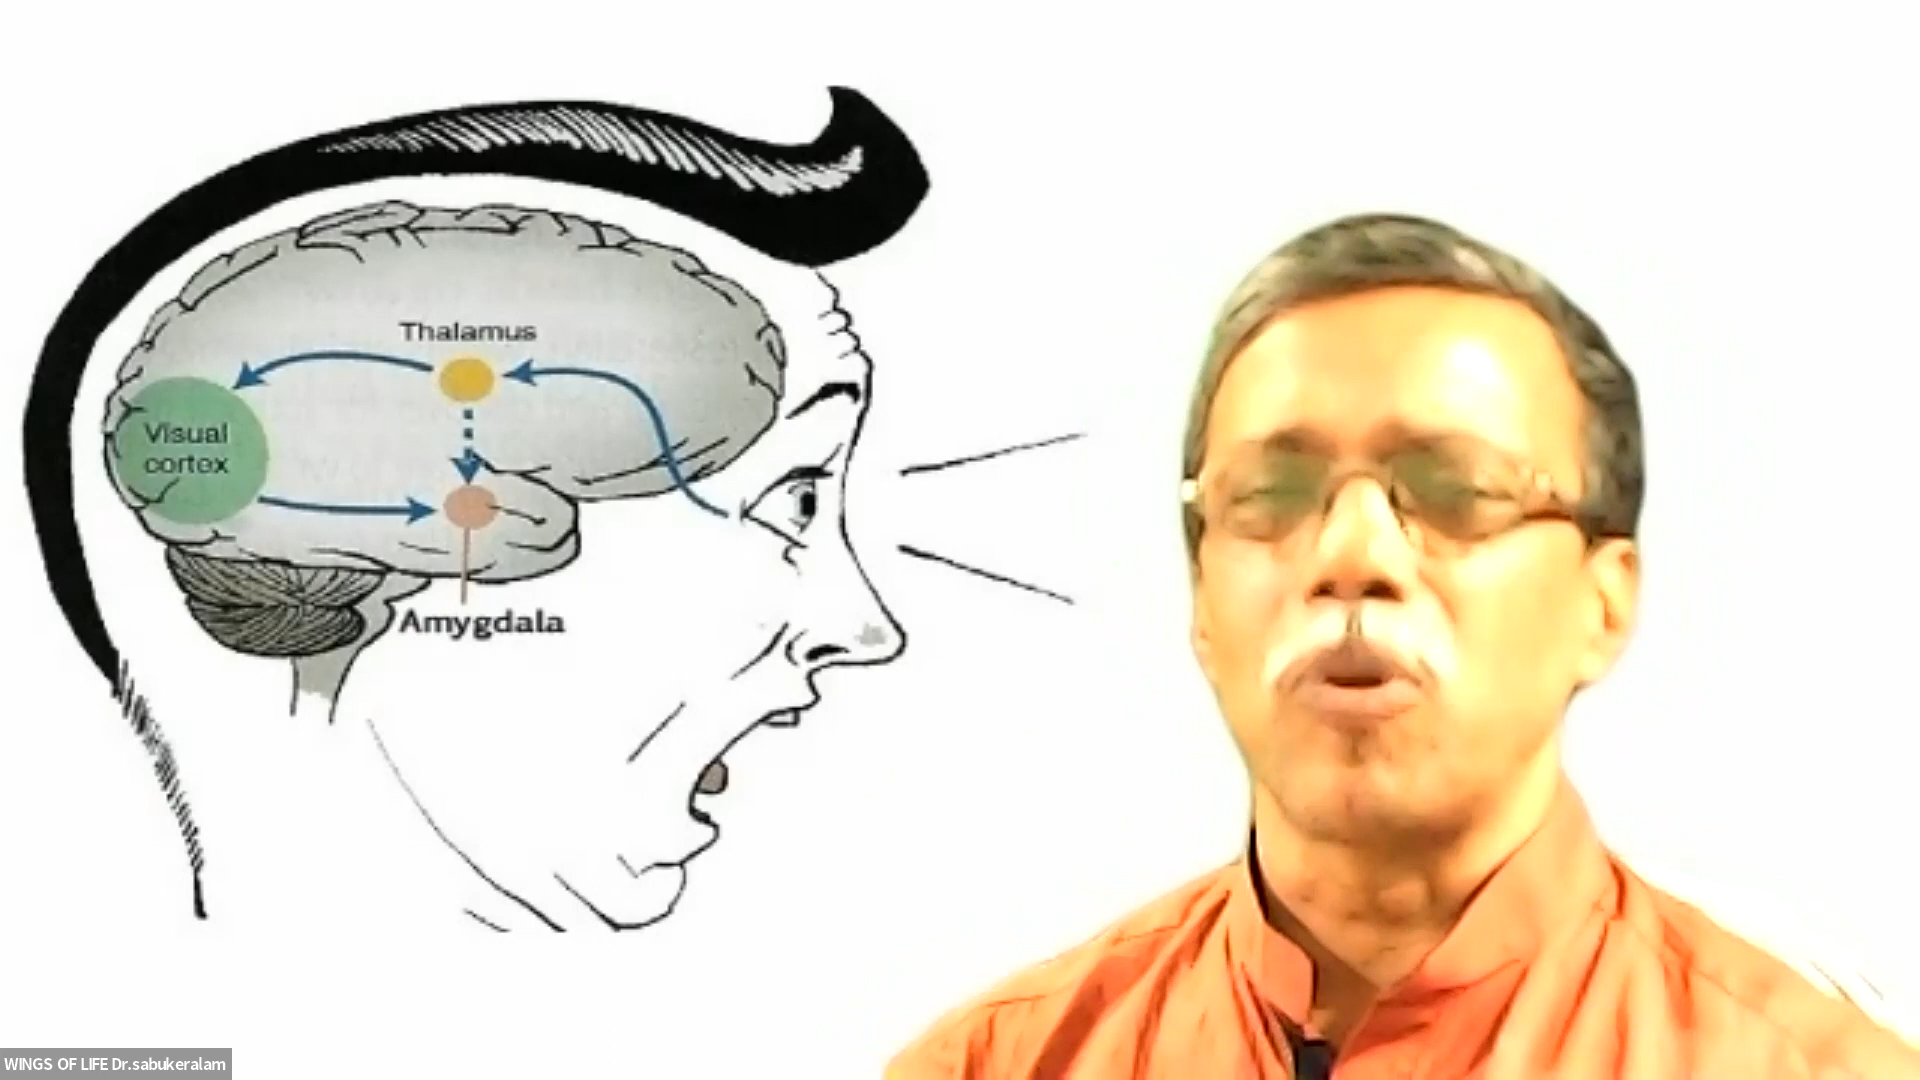 Thalamus
Visual
cortex
Amygdala
WINGS OF LIFE Dr.sabukeralam